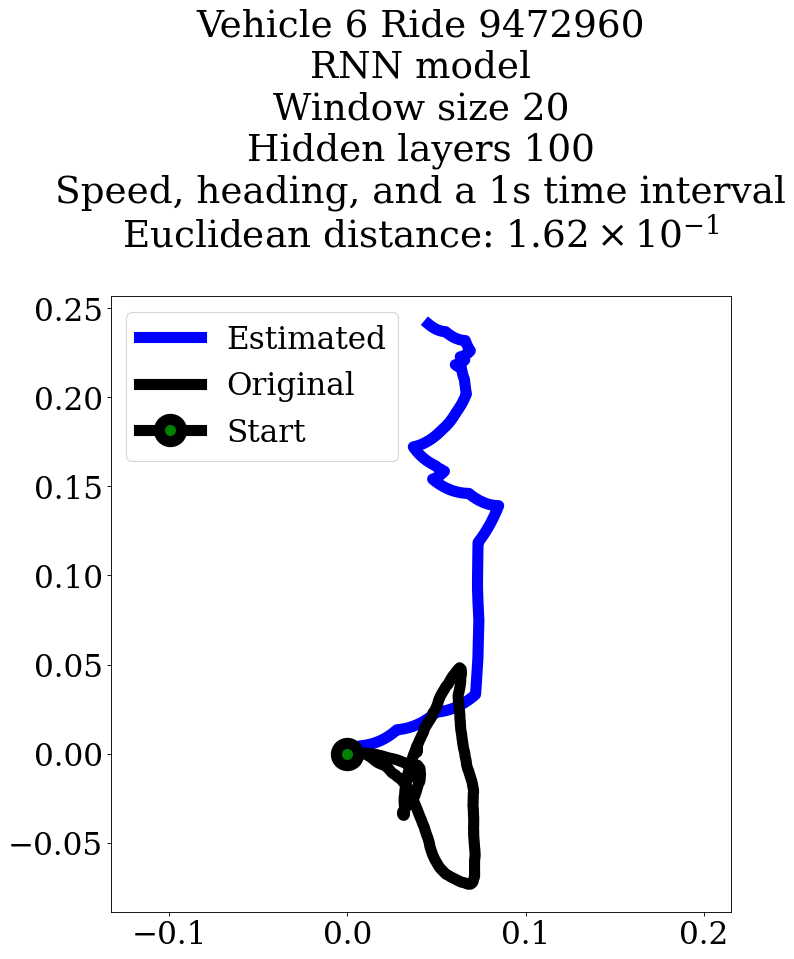 Vehicle 6 Ride 9472960
RNN model
Window size 20
Hidden layers 100
Speed, heading, and a 1s time interval
Euclidean distance: 1.62 × 10⁻¹
Estimated
Original
Start
0.25
0.20
0.15
0.10
0.05
0.00
−0.05
−0.1 0.0 0.1 0.2